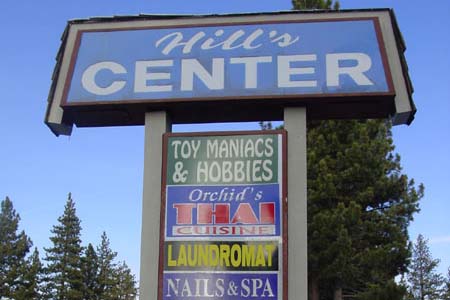 Hill's
CENTER
TOY MANIACS
& HOBBIES
Orchid's
THAI
CUISINE
LAUNDROMAT
NAILS & SPA